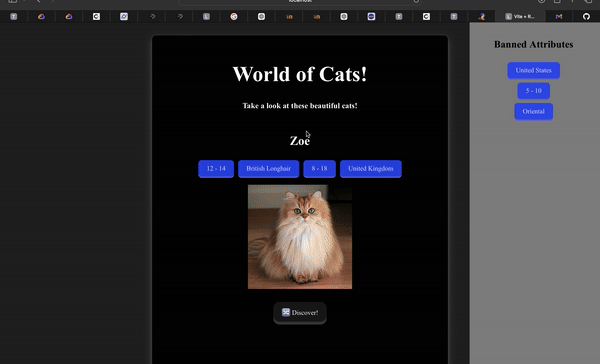 localhost
Vite + R...
World of Cats!
Take a look at these beautiful cats!
Zoe
12 - 14
British Longhair
8 - 18
United Kingdom
Discover!
Banned Attributes
United States
5 - 10
Oriental